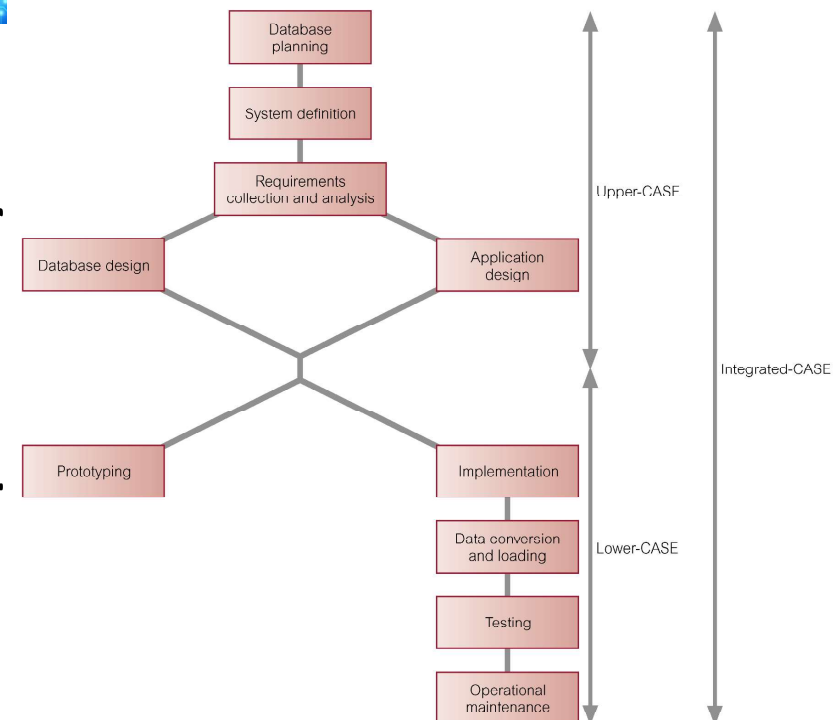 Database
planning
System definition
Requirements
collection and analysis
Upper-CASE
Database design
Application
design
Integrated-CASE
Prototyping
Implementation
Data conversion
and loading
Lower-CASE
Testing
Operational
maintenance